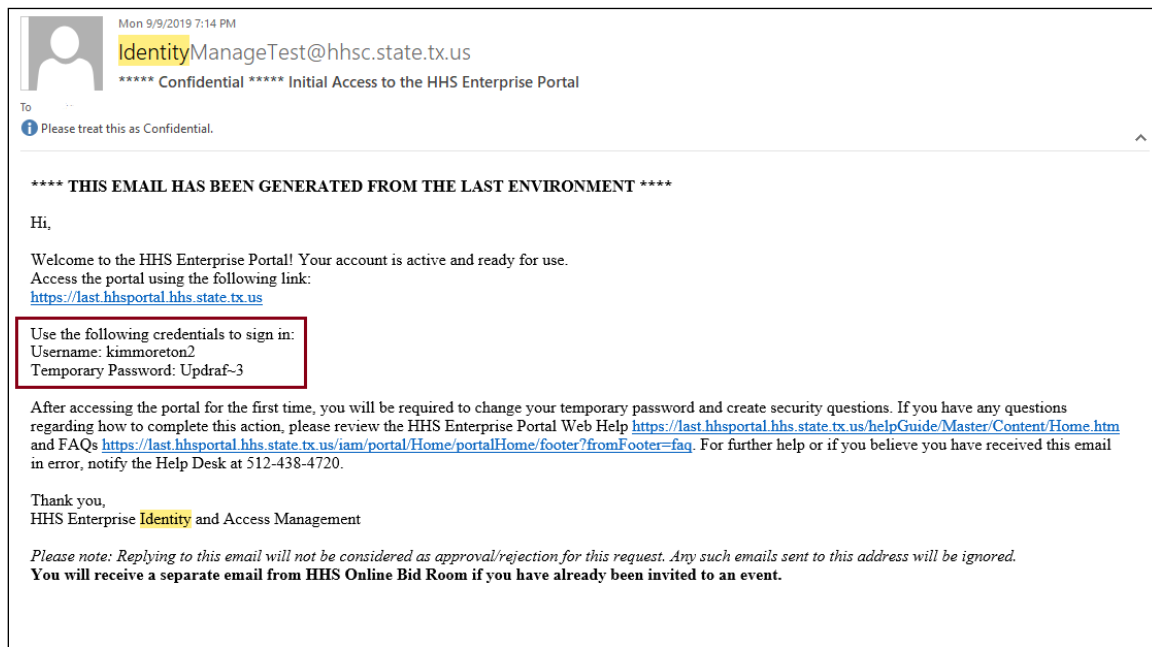 Mon 9/9/2019 7:14 PM
IdentityManageTest@hhsc.state.tx.us
***** Confidential ***** Initial Access to the HHS Enterprise Portal
To
Please treat this as Confidential.
**** THIS EMAIL HAS BEEN GENERATED FROM THE LAST ENVIRONMENT ****
Hi,
Welcome to the HHS Enterprise Portal! Your account is active and ready for use.
Access the portal using the following link:
https://last.hhsportal.hhs.state.tx.us
Use the following credentials to sign in:
Username: kimmoreton2
Temporary Password: Updraf~3
After accessing the portal for the first time, you will be required to change your temporary password and create security questions. If you have any questions
regarding how to complete this action, please review the HHS Enterprise Portal Web Help https://last.hhsportal.hhs.state.tx.us/helpGuide/Master/Content/Home.htm
and FAQs https://last.hhsportal.hhs.state.tx.us/iam/portal/Home/portalHome/footer?fromFooter=faq. For further help or if you believe you have received this email
in error, notify the Help Desk at 512-438-4720.
Thank you,
HHS Enterprise Identity and Access Management
Please note: Replying to this email will not be considered as approval/rejection for this request. Any such emails sent to this address will be ignored.
You will receive a separate email from HHS Online Bid Room if you have already been invited to an event.